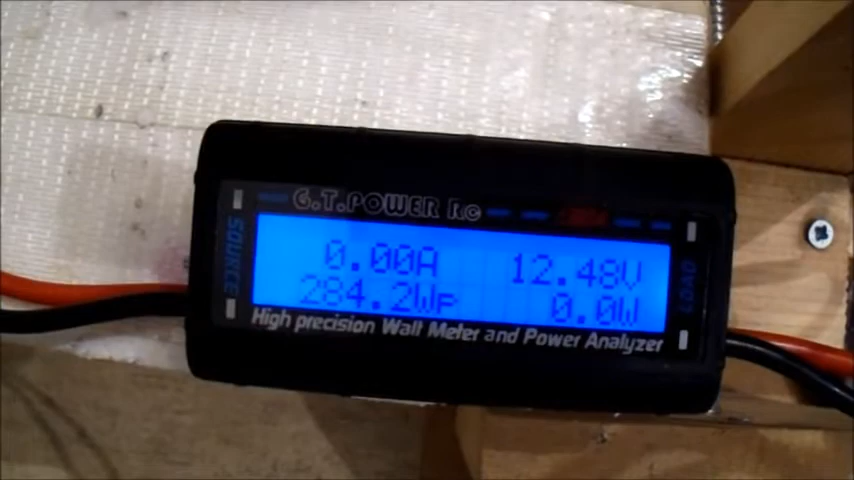 G.T.POWER RC
SOURCE
0.00A 12.48V
284.2Wp 0.0W
LOAD
High precision Watt Meter and Power Analyzer